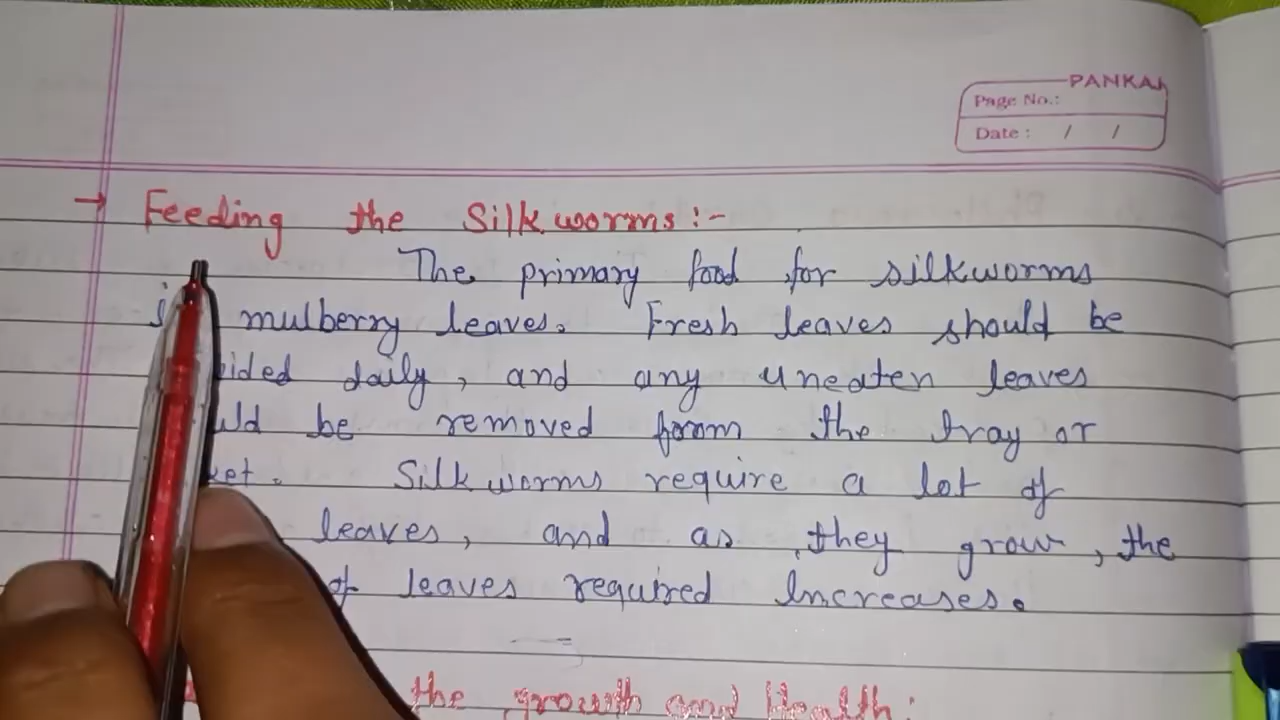 PANKAJ
Page No.:
Date : / /
→ Feeding the Silkworms:-
The primary food for silkworms
mulberry leaves. Fresh leaves should be
daily, and any uneaten leaves
be removed form the tray or
Silkworms require a lot of
leaves, and as they grow, the
of leaves required Increases.
the growth and Health: